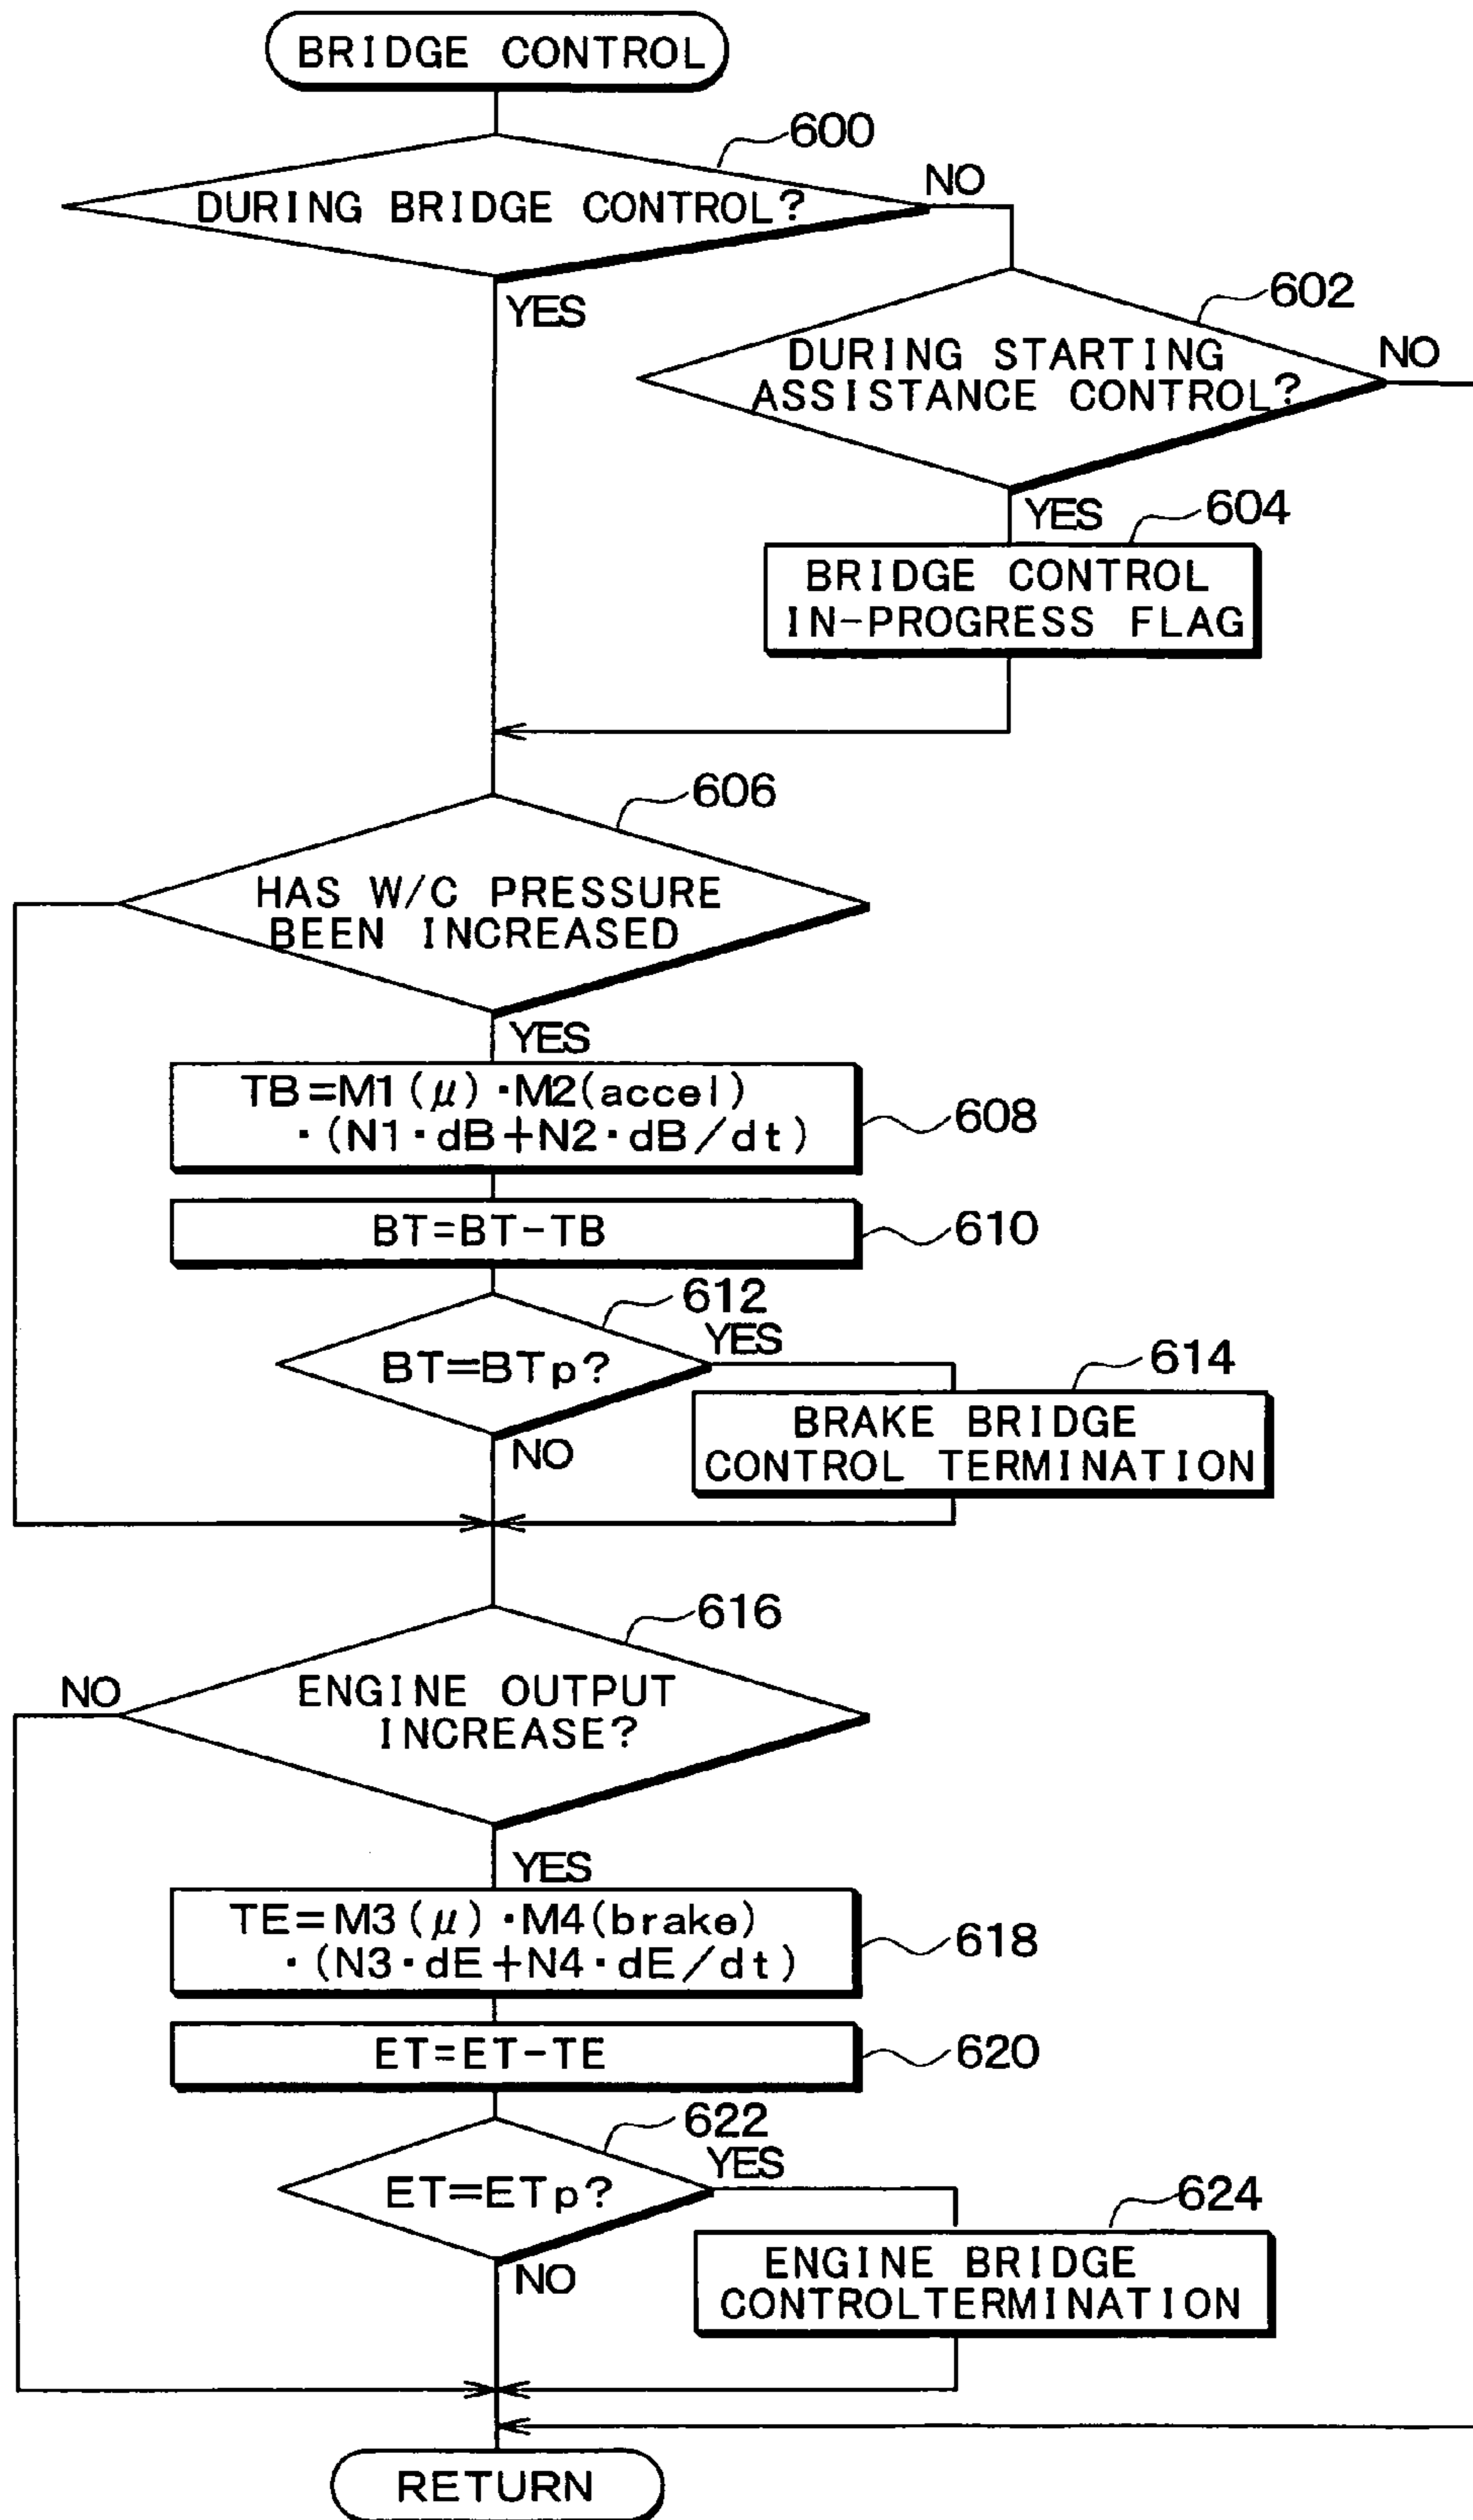 BRIDGE CONTROL
600
DURING BRIDGE CONTROL?
NO
YES
602
DURING STARTING
ASSISTANCE CONTROL?
NO
YES
604
BRIDGE CONTROL
IN-PROGRESS FLAG
606
HAS W/C PRESSURE
BEEN INCREASED
YES
TB=M1(μ)·M2(accel)
·(N1·dB+N2·dB/dt)
608
BT=BT-TB
610
612
BT=BTp?
YES
NO
614
BRAKE BRIDGE
CONTROL TERMINATION
616
NO
ENGINE OUTPUT
INCREASE?
YES
TE=M3(μ)·M4(brake)
·(N3·dE+N4·dE/dt)
618
ET=ET-TE
620
622
ET=ETp?
YES
NO
624
ENGINE BRIDGE
CONTROLTERMINATION
RETURN